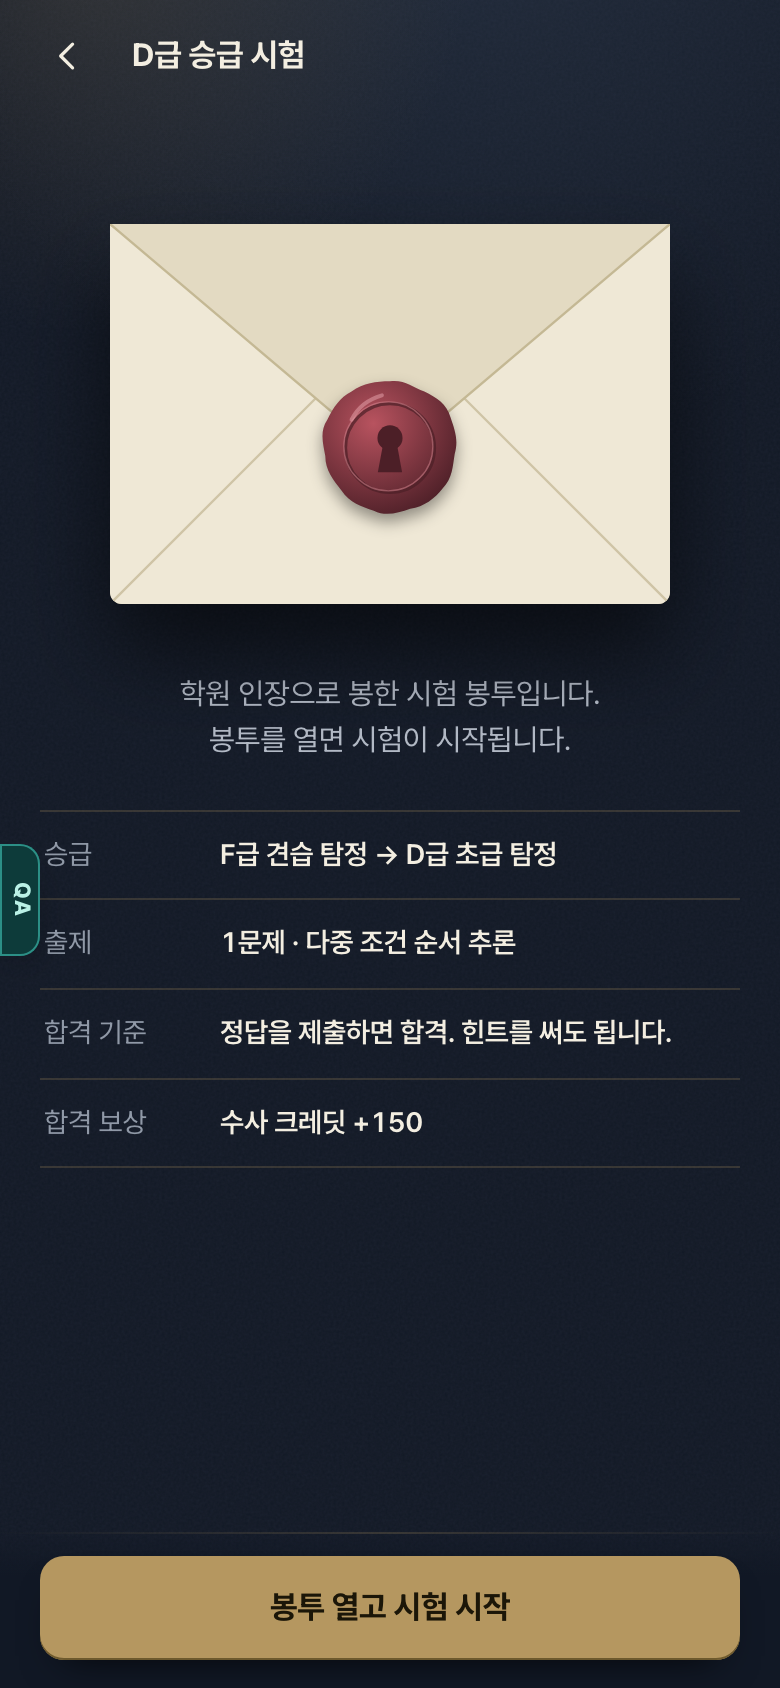 D급 승급 시험
학원 인장으로 봉한 시험 봉투입니다.
봉투를 열면 시험이 시작됩니다.
승급 F급 견습 탐정 → D급 초급 탐정
QA
출제 1문제 · 다중 조건 순서 추론
합격 기준 정답을 제출하면 합격. 힌트를 써도 됩니다.
합격 보상 수사 크레딧 +150
봉투 열고 시험 시작